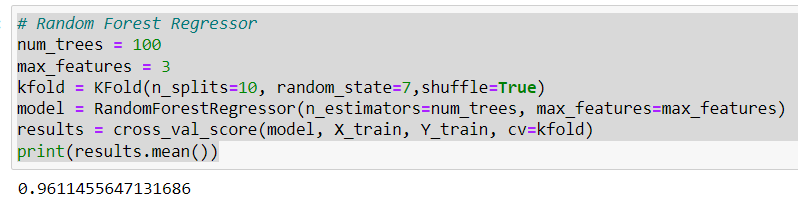 # Random Forest Regressor
num_trees = 100
max_features = 3
kfold = KFold(n_splits=10, random_state=7,shuffle=True)
model = RandomForestRegressor(n_estimators=num_trees, max_features=max_features)
results = cross_val_score(model, X_train, Y_train, cv=kfold)
print(results.mean())
0.9611455647131686